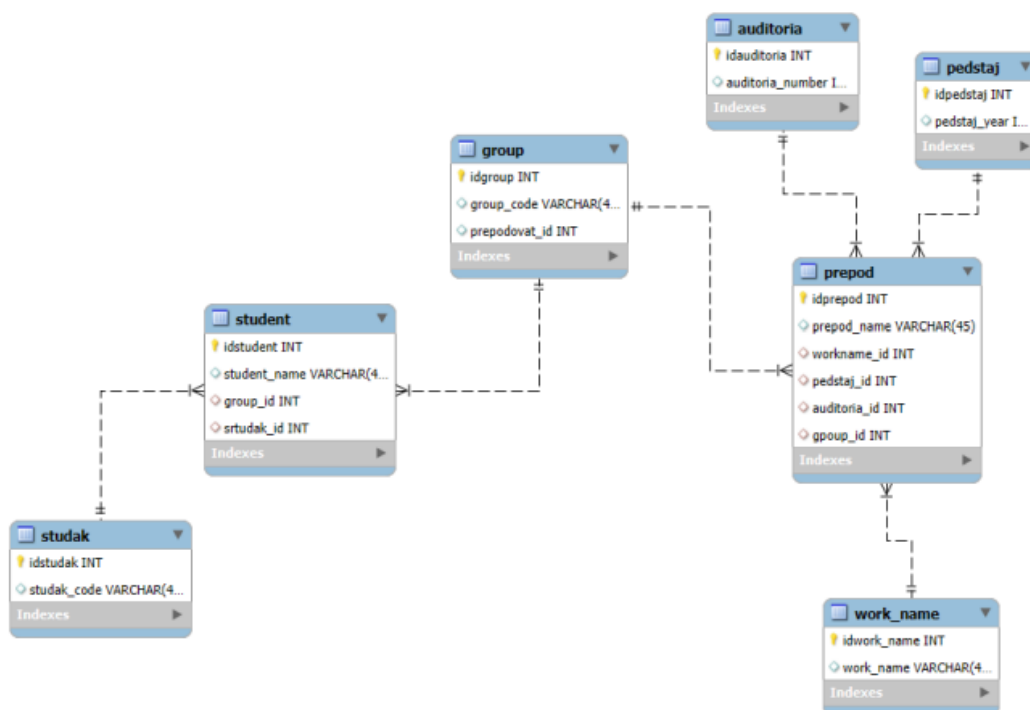 auditoria
idauditoria INT
auditoria_number I...
Indexes
pedstaj
idpedstaj INT
pedstaj_year I...
Indexes
group
idgroup INT
group_code VARCHAR(4...
prepodovat_id INT
Indexes
prepod
idprepod INT
prepod_name VARCHAR(45)
workname_id INT
pedstaj_id INT
auditoria_id INT
gpoup_id INT
Indexes
student
idstudent INT
student_name VARCHAR(4...
group_id INT
srtudak_id INT
Indexes
studak
idstudak INT
studak_code VARCHAR(4...
Indexes
work_name
idwork_name INT
work_name VARCHAR(4...
Indexes